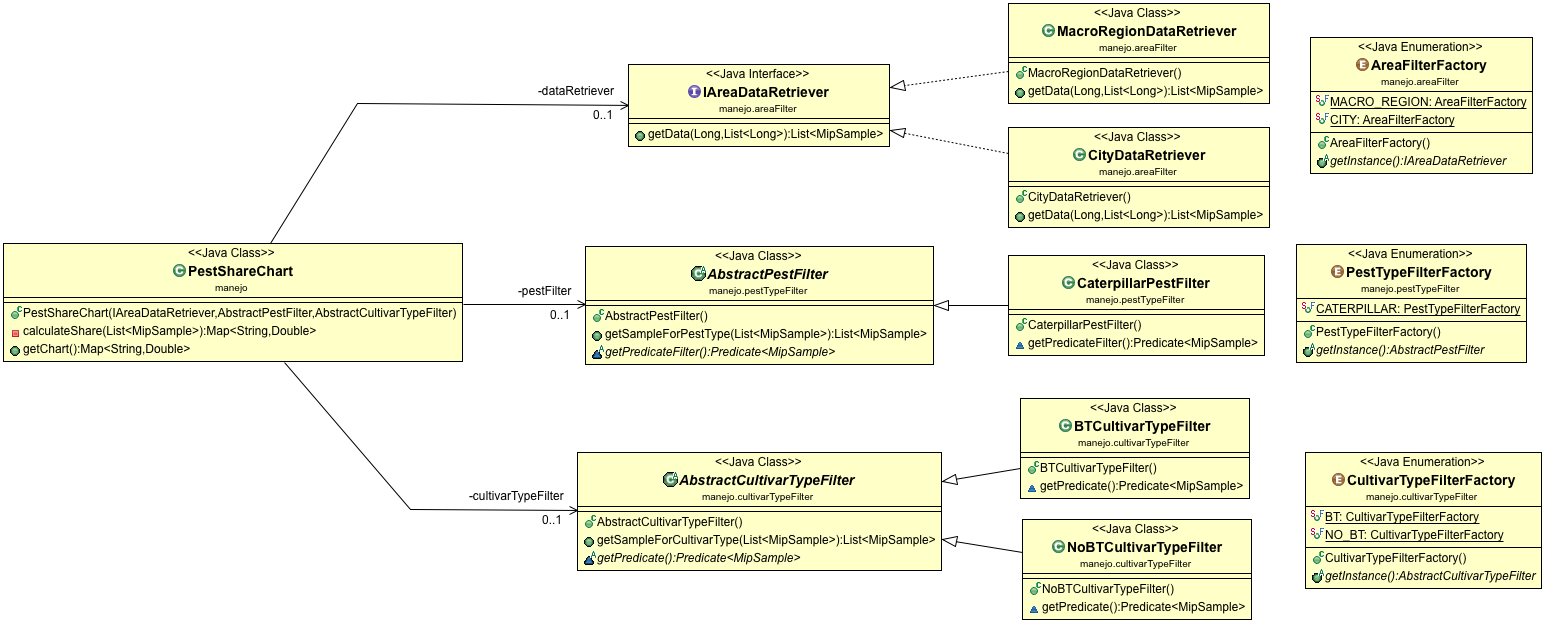 <<Java Class>>
PestShareChart
manejo
PestShareChart(IAreaDataRetriever,AbstractPestFilter,AbstractCultivarTypeFilter)
calculateShare(List<MipSample>):Map<String,Double>
getChart():Map<String,Double>
-dataRetriever
0..1
-pestFilter
0..1
-cultivarTypeFilter
0..1
<<Java Interface>>
I IAreaDataRetriever
manejo.areaFilter
getData(Long,List<Long>):List<MipSample>
<<Java Class>>
AbstractPestFilter
manejo.pestTypeFilter
AbstractPestFilter()
getSampleForPestType(List<MipSample>):List<MipSample>
getPredicateFilter():Predicate<MipSample>
<<Java Class>>
AbstractCultivarTypeFilter
manejo.cultivarTypeFilter
AbstractCultivarTypeFilter()
getSampleForCultivarType(List<MipSample>):List<MipSample>
getPredicate():Predicate<MipSample>
<<Java Class>>
MacroRegionDataRetriever
manejo.areaFilter
MacroRegionDataRetriever()
getData(Long,List<Long>):List<MipSample>
<<Java Class>>
CityDataRetriever
manejo.areaFilter
CityDataRetriever()
getData(Long,List<Long>):List<MipSample>
<<Java Class>>
CaterpillarPestFilter
manejo.pestTypeFilter
CaterpillarPestFilter()
getPredicateFilter():Predicate<MipSample>
<<Java Class>>
BTCultivarTypeFilter
manejo.cultivarTypeFilter
BTCultivarTypeFilter()
getPredicate():Predicate<MipSample>
<<Java Class>>
NoBTCultivarTypeFilter
manejo.cultivarTypeFilter
NoBTCultivarTypeFilter()
getPredicate():Predicate<MipSample>
<<Java Enumeration>>
AreaFilterFactory
manejo.areaFilter
MACRO_REGION: AreaFilterFactory
CITY: AreaFilterFactory
AreaFilterFactory()
getInstance():IAreaDataRetriever
<<Java Enumeration>>
PestTypeFilterFactory
manejo.pestTypeFilter
CATERPILLAR: PestTypeFilterFactory
PestTypeFilterFactory()
getInstance():AbstractPestFilter
<<Java Enumeration>>
CultivarTypeFilterFactory
manejo.cultivarTypeFilter
BT: CultivarTypeFilterFactory
NO_BT: CultivarTypeFilterFactory
CultivarTypeFilterFactory()
getInstance():AbstractCultivarTypeFilter